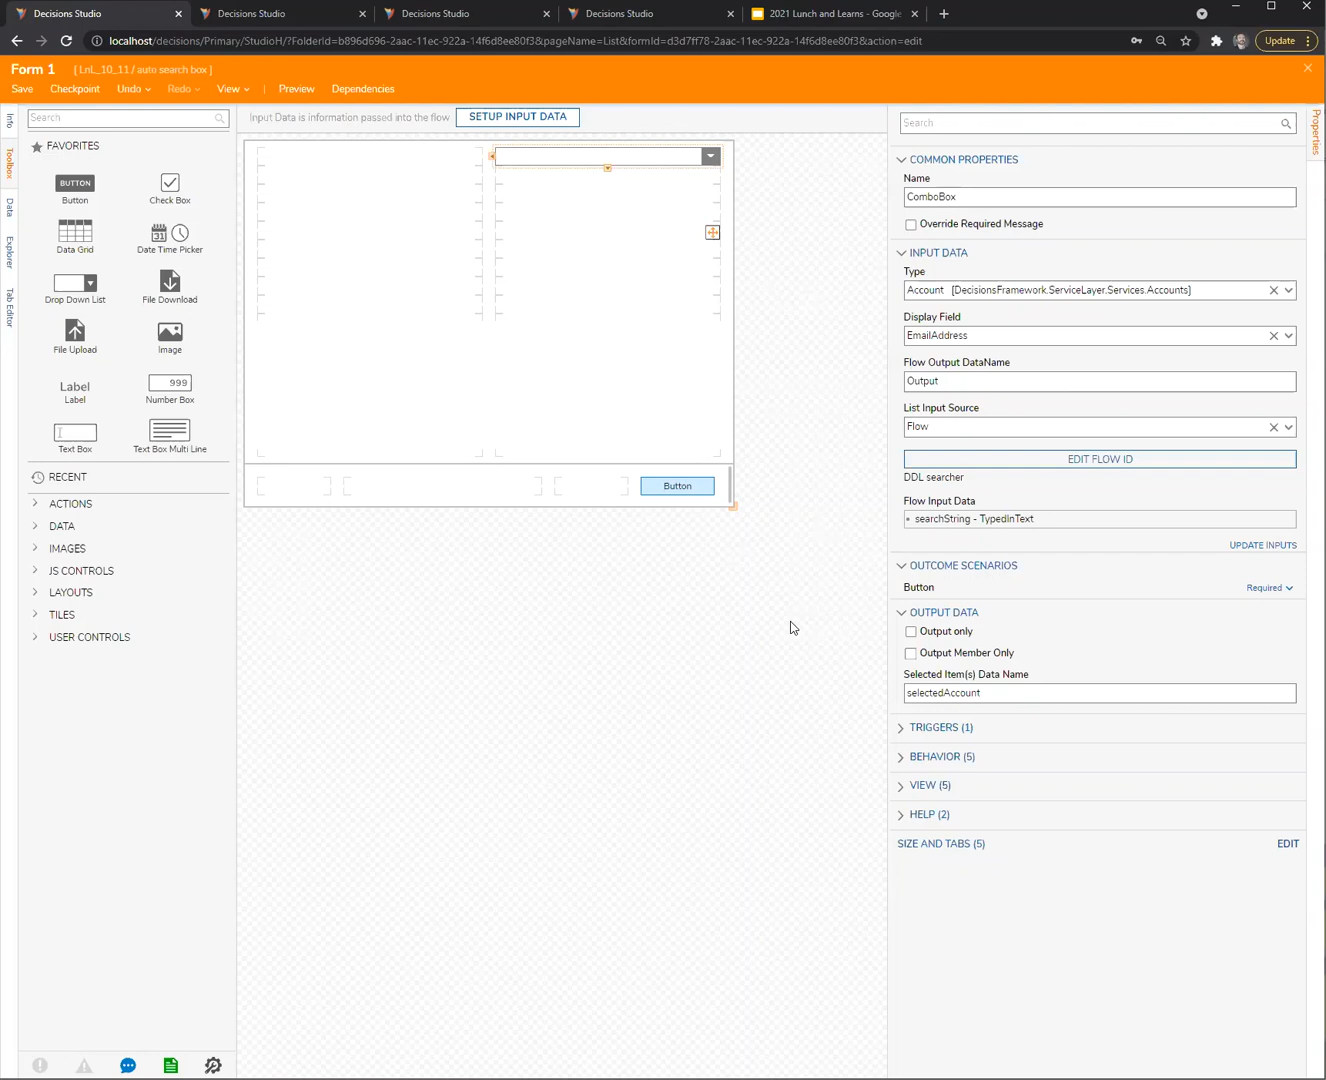 Decisions Studio
Decisions Studio
Decisions Studio
Decisions Studio
2021 Lunch and Learns - Google
localhost/decisions/Primary/StudioH/?FolderId=b896d696-2aac-11ec-922a-14f6d8ee80f3&pageName=List&formId=d3d7ff78-2aac-11ec-922a-14f6d8ee80f3&action=edit
Update
Form 1 [ LnL_10_11 / auto search box ]
Save Checkpoint Undo Redo View | Preview Dependencies
Info
Toolbox
Data
Explorer
Tab Editor
Search
FAVORITES
BUTTON
Button
Check Box
31
Data Grid
Date Time Picker
Drop Down List
File Download
File Upload
Image
Label
Label
999
Number Box
Text Box
Text Box Multi Line
RECENT
ACTIONS
DATA
IMAGES
JS CONTROLS
LAYOUTS
TILES
USER CONTROLS
Input Data is information passed into the flow
SETUP INPUT DATA
Button
Properties
Search
COMMON PROPERTIES
Name
ComboBox
Override Required Message
INPUT DATA
Type
Account [DecisionsFramework.ServiceLayer.Services.Accounts]
Display Field
EmailAddress
Flow Output DataName
Output
List Input Source
Flow
EDIT FLOW ID
DDL searcher
Flow Input Data
searchString - TypedInText
UPDATE INPUTS
OUTCOME SCENARIOS
Button
Required
OUTPUT DATA
Output only
Output Member Only
Selected Item(s) Data Name
selectedAccount
TRIGGERS (1)
BEHAVIOR (5)
VIEW (5)
HELP (2)
SIZE AND TABS (5)
EDIT